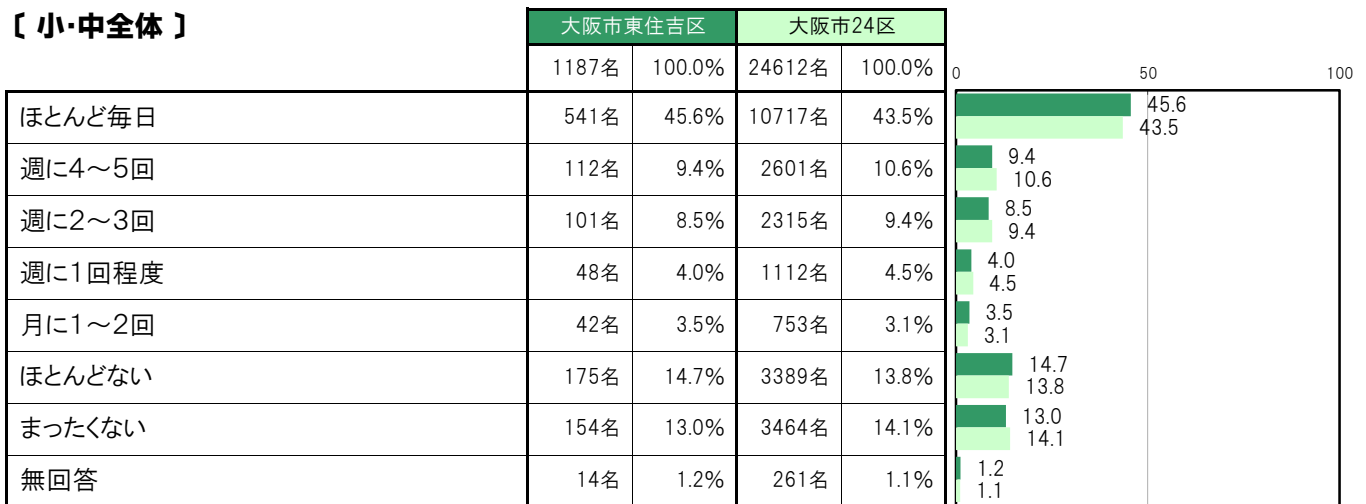 〔 小・中全体 〕
大阪市東住吉区 大阪市24区
1187名 100.0% 24612名 100.0% 0 50 100
ほとんど毎日 541名 45.6% 10717名 43.5% 45.6
43.5
週に4～5回 112名 9.4% 2601名 10.6% 9.4
10.6
週に2～3回 101名 8.5% 2315名 9.4% 8.5
9.4
週に1回程度 48名 4.0% 1112名 4.5% 4.0
4.5
月に1～2回 42名 3.5% 753名 3.1% 3.5
3.1
ほとんどない 175名 14.7% 3389名 13.8% 14.7
13.8
まったくない 154名 13.0% 3464名 14.1% 13.0
14.1
無回答 14名 1.2% 261名 1.1% 1.2
1.1